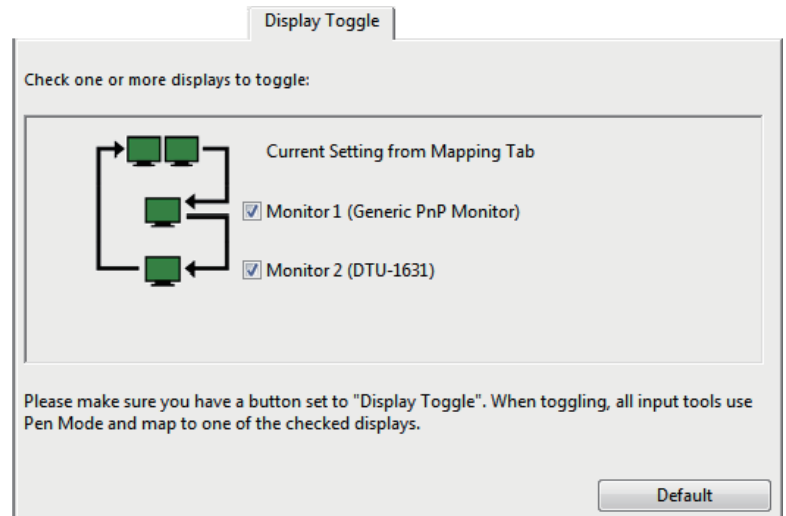 Display Toggle
Check one or more displays to toggle:
Current Setting from Mapping Tab
Monitor 1 (Generic PnP Monitor)
Monitor 2 (DTU-1631)
Please make sure you have a button set to "Display Toggle". When toggling, all input tools use
Pen Mode and map to one of the checked displays.
Default